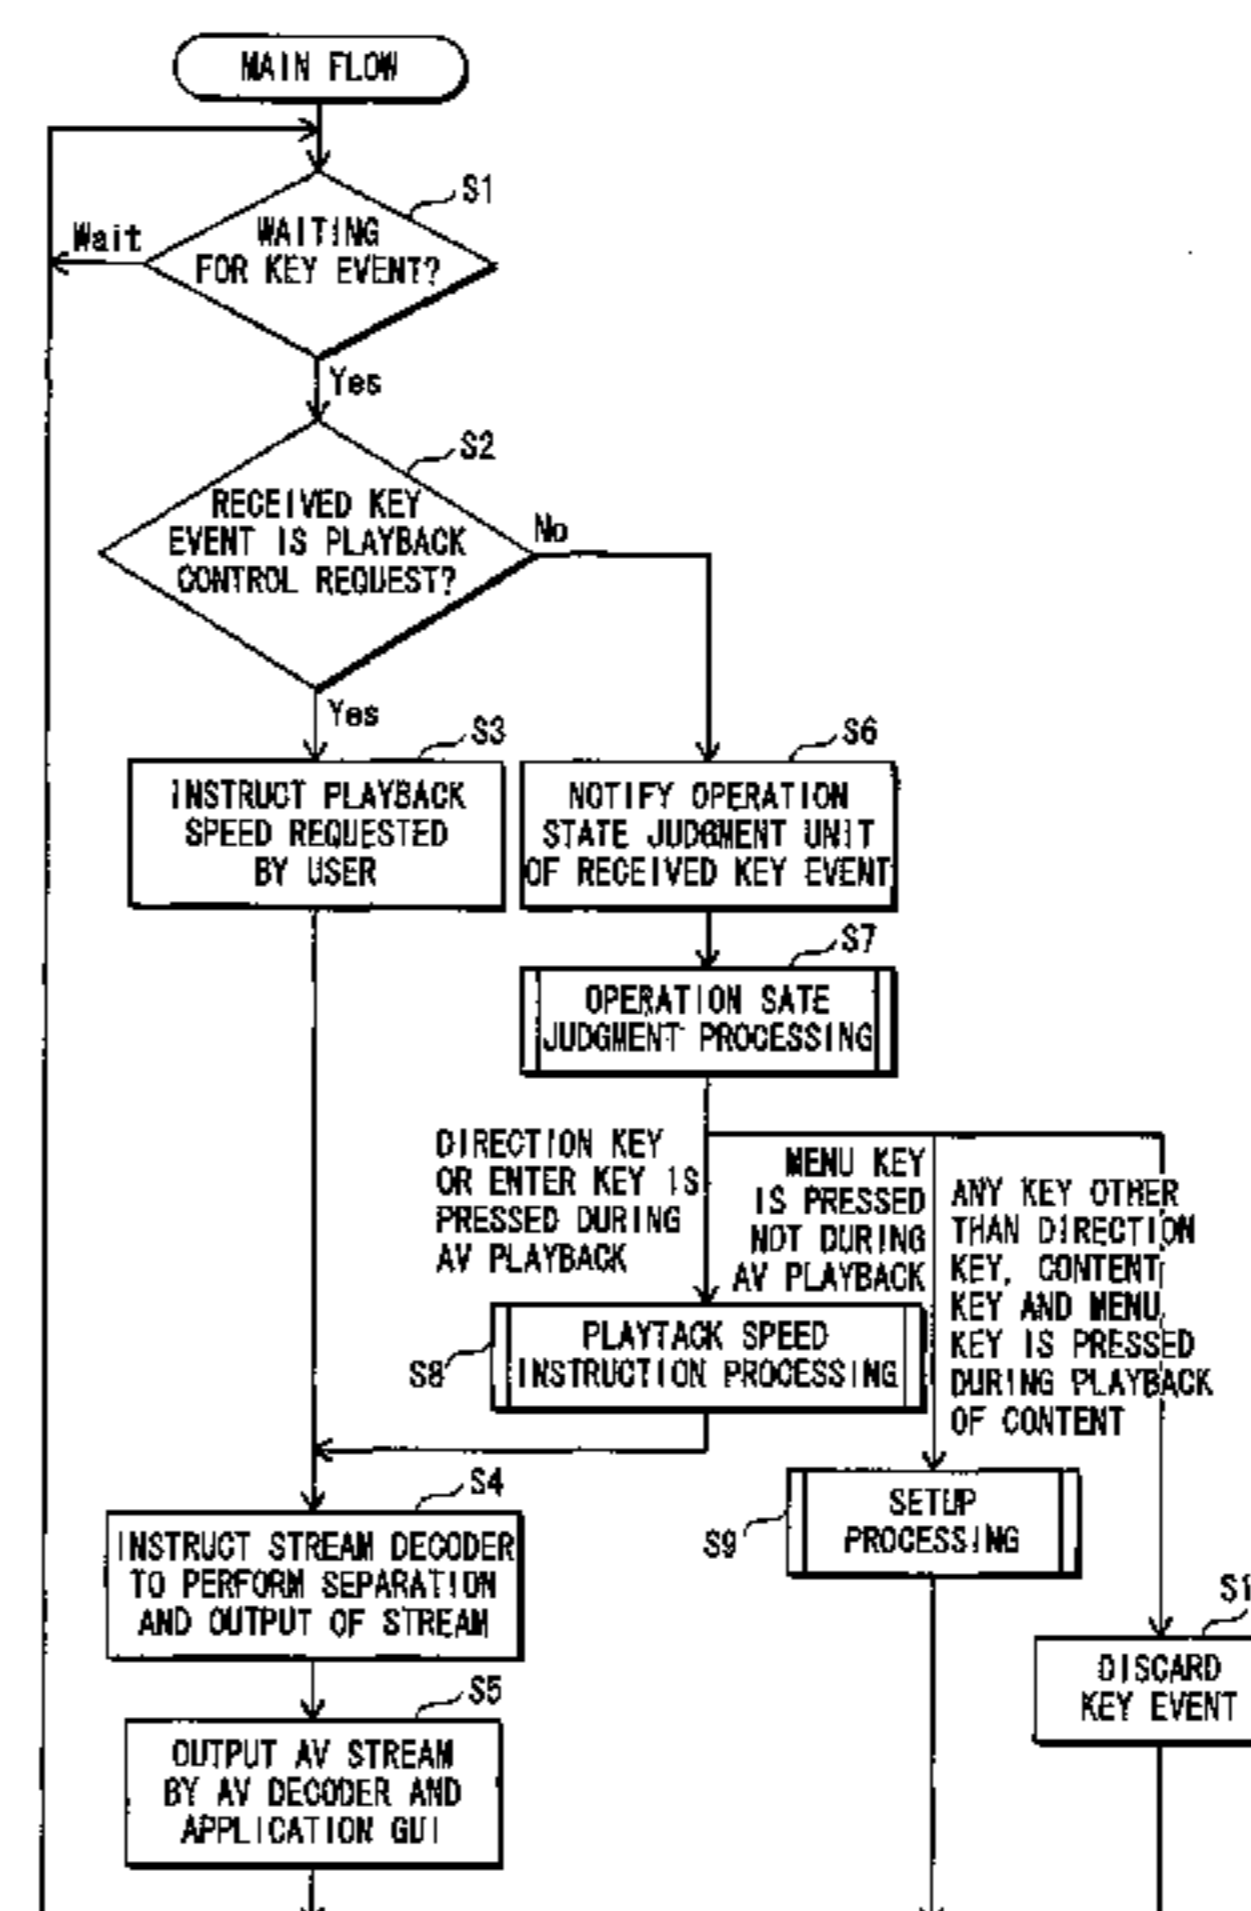 MAIN FLOW
S1
WAITING
FOR KEY EVENT?
Wait
Yes
S2
RECEIVED KEY
EVENT IS PLAYBACK
CONTROL REQUEST?
No
Yes
S3
INSTRUCT PLAYBACK
SPEED REQUESTED
BY USER
S6
NOTIFY OPERATION
STATE JUDGMENT UNIT
OF RECEIVED KEY EVENT
S7
OPERATION SATE
JUDGMENT PROCESSING
DIRECTION KEY
OR ENTER KEY IS
PRESSED DURING
AV PLAYBACK
MENU KEY
IS PRESSED
NOT DURING
AV PLAYBACK
ANY KEY OTHER
THAN DIRECTION
KEY, CONTENT
KEY AND MENU
KEY IS PRESSED
DURING PLAYBACK
OF CONTENT
S8
PLAYTACK SPEED
INSTRUCTION PROCESSING
S4
INSTRUCT STREAM DECODER
TO PERFORM SEPARATION
AND OUTPUT OF STREAM
S9
SETUP
PROCESSING
S5
OUTPUT AV STREAM
BY AV DECODER AND
APPLICATION GUI
DISCARD
KEY EVENT